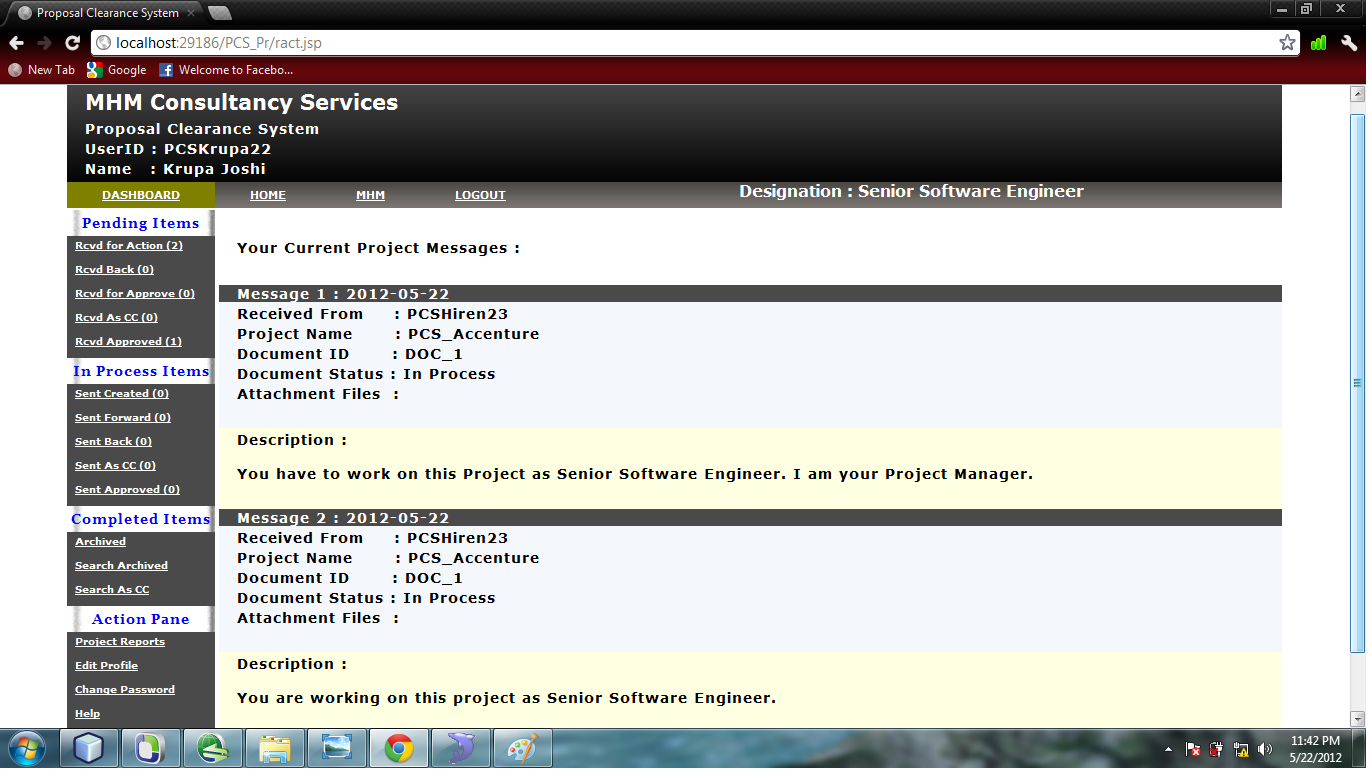 Proposal Clearance System
localhost:29186/PCS_Pr/ract.jsp
New Tab Google Welcome to Facebo...
MHM Consultancy Services
Proposal Clearance System
UserID : PCSKrupa22
Name : Krupa Joshi
DASHBOARD HOME MHM LOGOUT Designation : Senior Software Engineer
Pending Items
Rcvd for Action (2)
Rcvd Back (0)
Rcvd for Approve (0)
Rcvd As CC (0)
Rcvd Approved (1)
In Process Items
Sent Created (0)
Sent Forward (0)
Sent Back (0)
Sent As CC (0)
Sent Approved (0)
Completed Items
Archived
Search Archived
Search As CC
Action Pane
Project Reports
Edit Profile
Change Password
Help
Your Current Project Messages :
Message 1 : 2012-05-22
Received From : PCSHiren23
Project Name : PCS_Accenture
Document ID : DOC_1
Document Status : In Process
Attachment Files :
Description :
You have to work on this Project as Senior Software Engineer. I am your Project Manager.
Message 2 : 2012-05-22
Received From : PCSHiren23
Project Name : PCS_Accenture
Document ID : DOC_1
Document Status : In Process
Attachment Files :
Description :
You are working on this project as Senior Software Engineer.
11:42 PM
5/22/2012